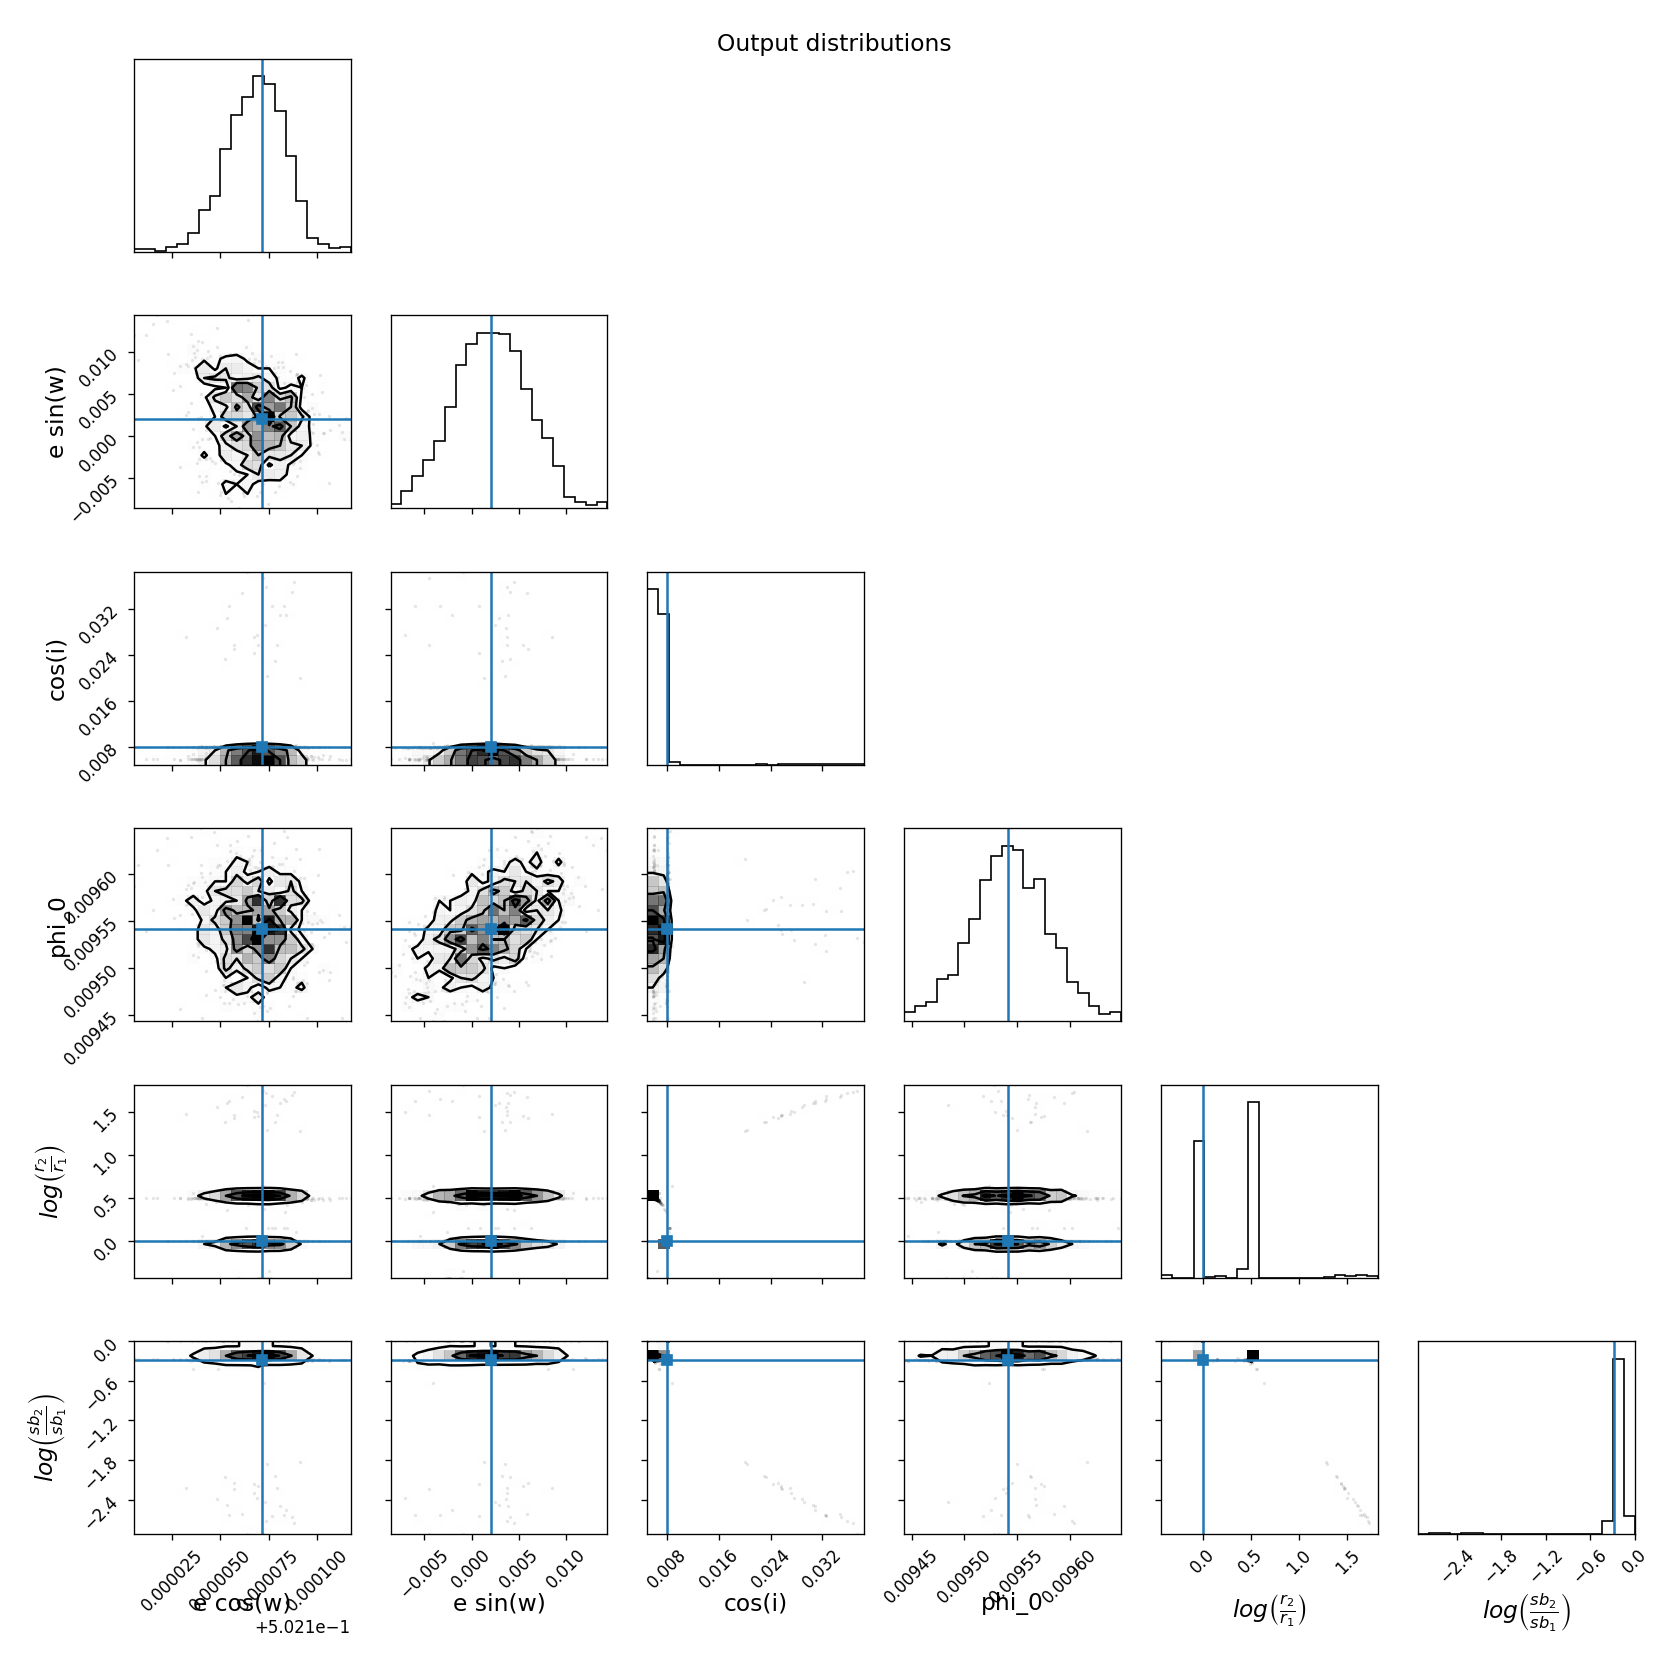 Output distributions
e sin(w)
0.010
0.005
0.000
−0.005
cos(i)
0.032
0.024
0.016
0.008
phi_0
0.00960
0.00955
0.00950
0.00945
log(r2/r1)
1.5
1.0
0.5
0.0
log(sb2/sb1)
0.0
−0.6
−1.2
−1.8
−2.4
0.0000025 0.0000050 0.0000075 0.0000100
−0.005 0.000 0.005 0.010
0.008 0.016 0.024 0.032
0.00945 0.00950 0.00955 0.00960
0.0 0.5 1.0 1.5
−2.4 −1.8 −1.2 −0.6 0.0
e cos(w) e sin(w) cos(i) phi_0 log(r2/r1) log(sb2/sb1)
+5.021e−1